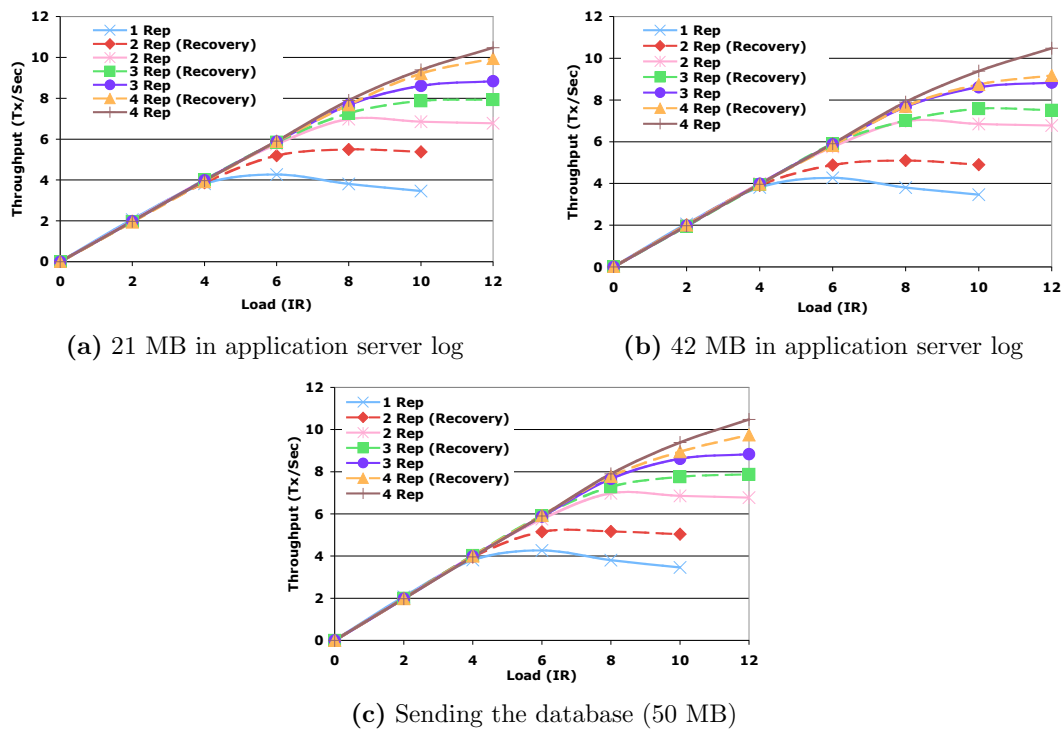 12
10
8
6
4
2
0
Throughput (Tx/Sec)
1 Rep
2 Rep (Recovery)
2 Rep
3 Rep (Recovery)
3 Rep
4 Rep (Recovery)
4 Rep
0 2 4 6 8 10 12
Load (IR)
(a) 21 MB in application server log
12
10
8
6
4
2
0
Throughput (Tx/Sec)
1 Rep
2 Rep (Recovery)
2 Rep
3 Rep (Recovery)
3 Rep
4 Rep (Recovery)
4 Rep
0 2 4 6 8 10 12
Load (IR)
(b) 42 MB in application server log
12
10
8
6
4
2
0
Throughput (Tx/Sec)
1 Rep
2 Rep (Recovery)
2 Rep
3 Rep (Recovery)
3 Rep
4 Rep (Recovery)
4 Rep
0 2 4 6 8 10 12
Load (IR)
(c) Sending the database (50 MB)